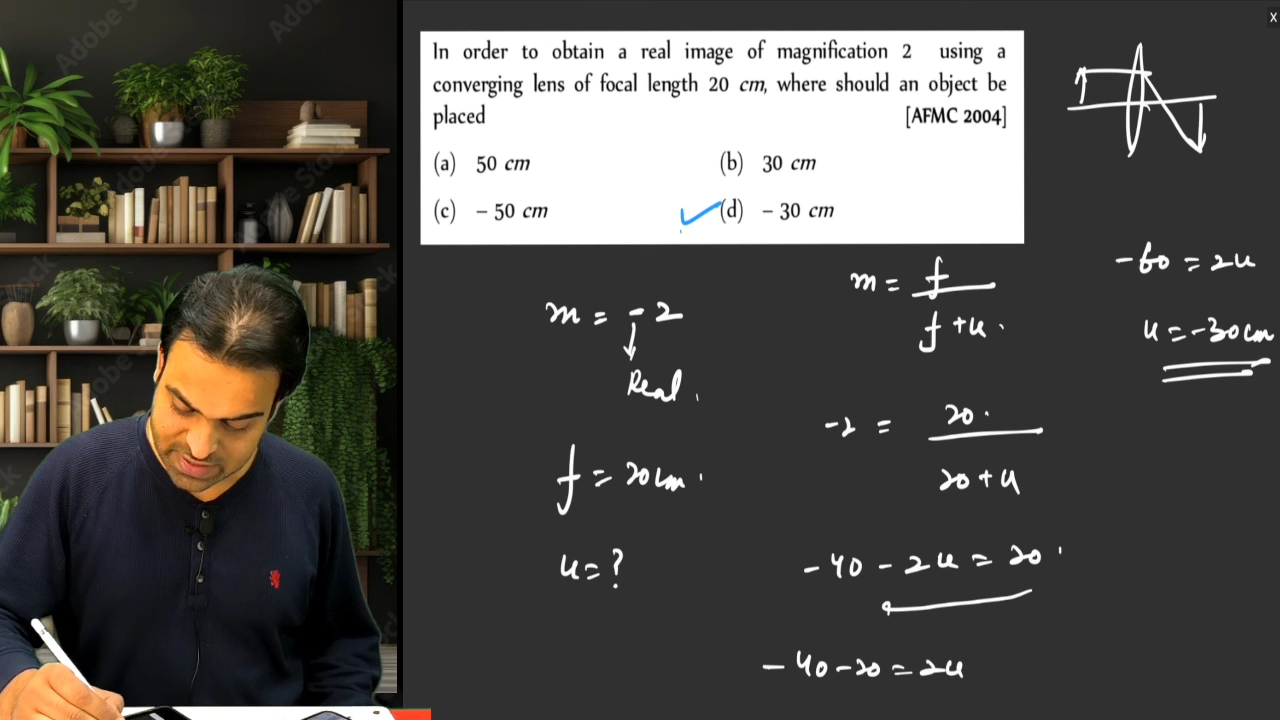 In order to obtain a real image of magnification 2 using a
converging lens of focal length 20 cm, where should an object be
placed [AFMC 2004]
(a) 50 cm (b) 30 cm
(c) – 50 cm (d) – 30 cm
m = -2
Real.
f = 20cm.
u = ?
m = f / f+u.
-2 = 20. / 20+u
-40 - 2u = 20.
-40-20 = 2u
-60 = 2u
u = -30cm
x
Adobe Stock